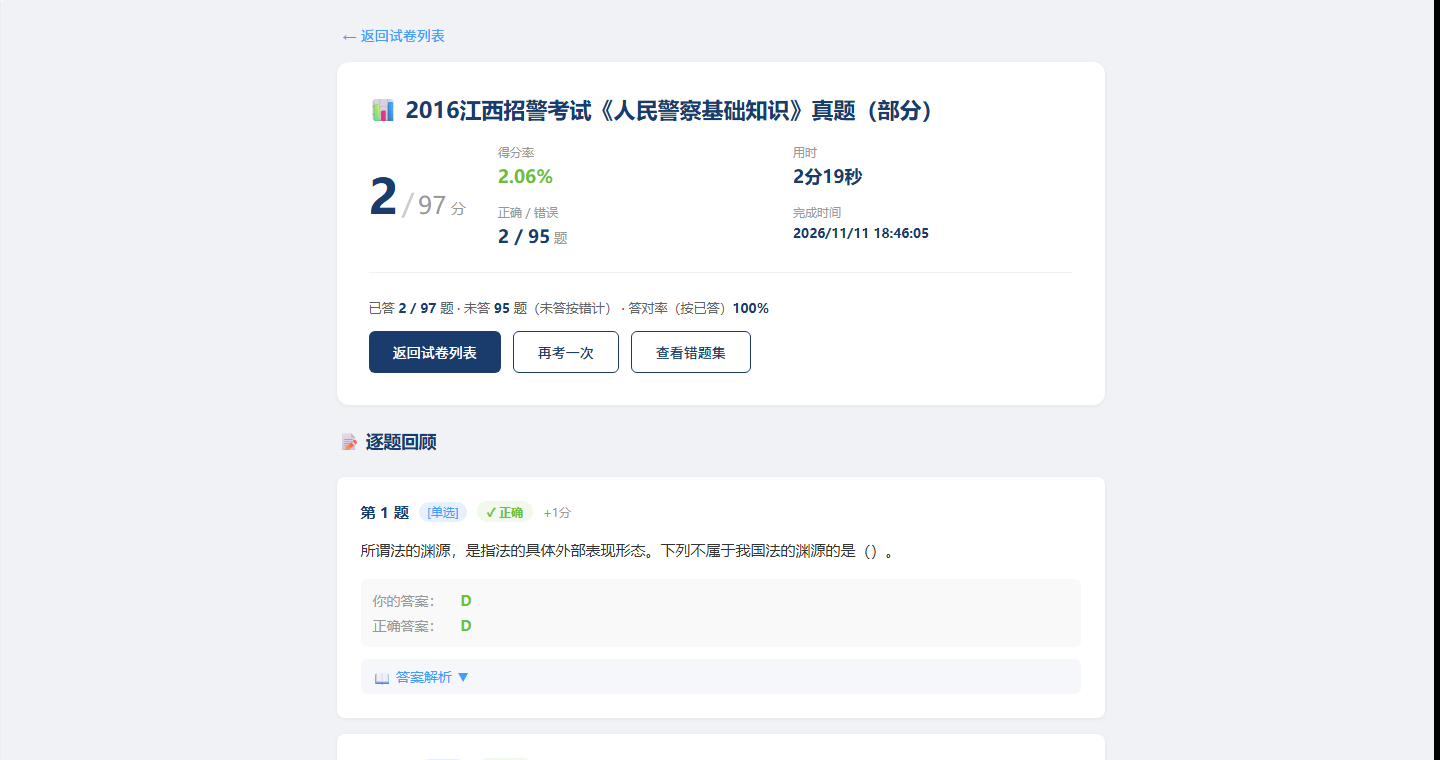 ← 返回试卷列表
2016江西招警考试《人民警察基础知识》真题（部分）
2 / 97 分
得分率
2.06%
用时
2分19秒
正确 / 错误
2 / 95 题
完成时间
2026/11/11 18:46:05
已答 2 / 97 题 · 未答 95 题（未答按错计） · 答对率（按已答）100%
返回试卷列表
再考一次
查看错题集
逐题回顾
第 1 题 [单选] ✓ 正确 +1分
所谓法的渊源，是指法的具体外部表现形态。下列不属于我国法的渊源的是（）。
你的答案： D
正确答案： D
答案解析 ▼